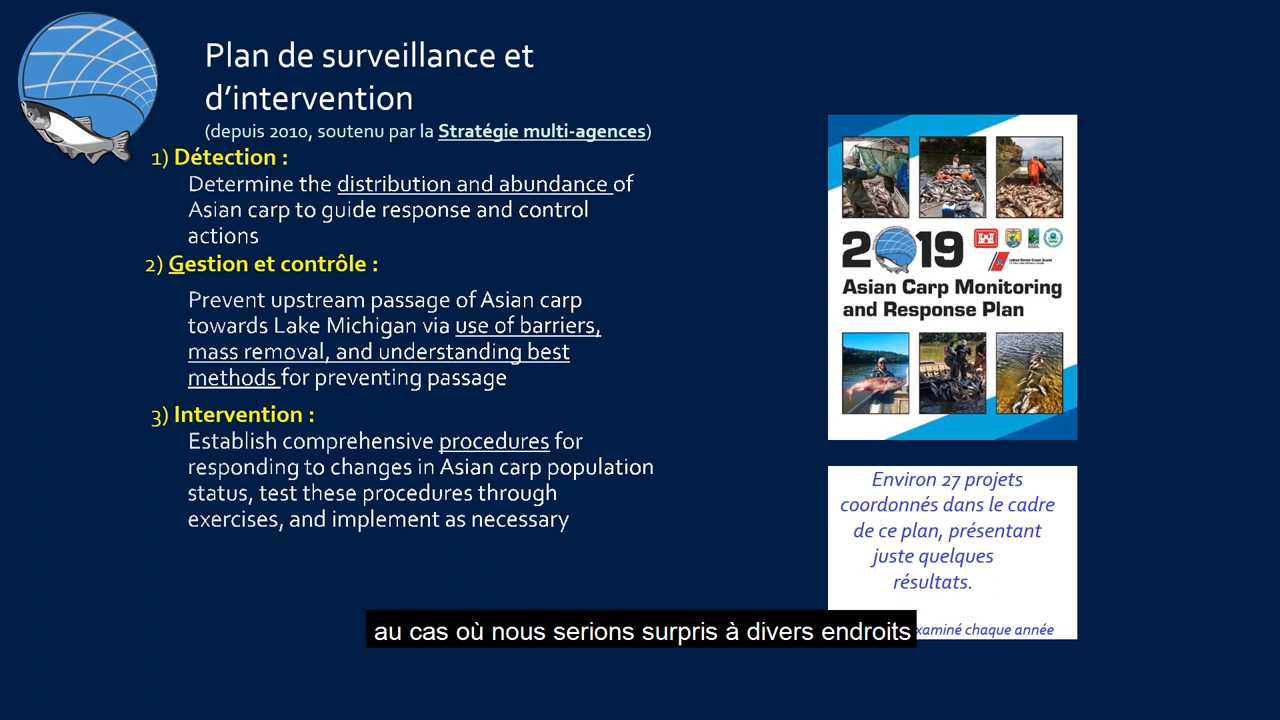 Plan de surveillance et
d'intervention
(depuis 2010, soutenu par la Stratégie multi-agences)
1) Détection :
Determine the distribution and abundance of
Asian carp to guide response and control
actions
2) Gestion et contrôle :
Prevent upstream passage of Asian carp
towards Lake Michigan via use of barriers,
mass removal, and understanding best
methods for preventing passage
3) Intervention :
Establish comprehensive procedures for
responding to changes in Asian carp population
status, test these procedures through
exercises, and implement as necessary
2019
Asian Carp Monitoring
and Response Plan
Environ 27 projets
coordonnés dans le cadre
de ce plan, présentant
juste quelques
résultats.
chaque année
au cas où nous serions surpris à divers endroits